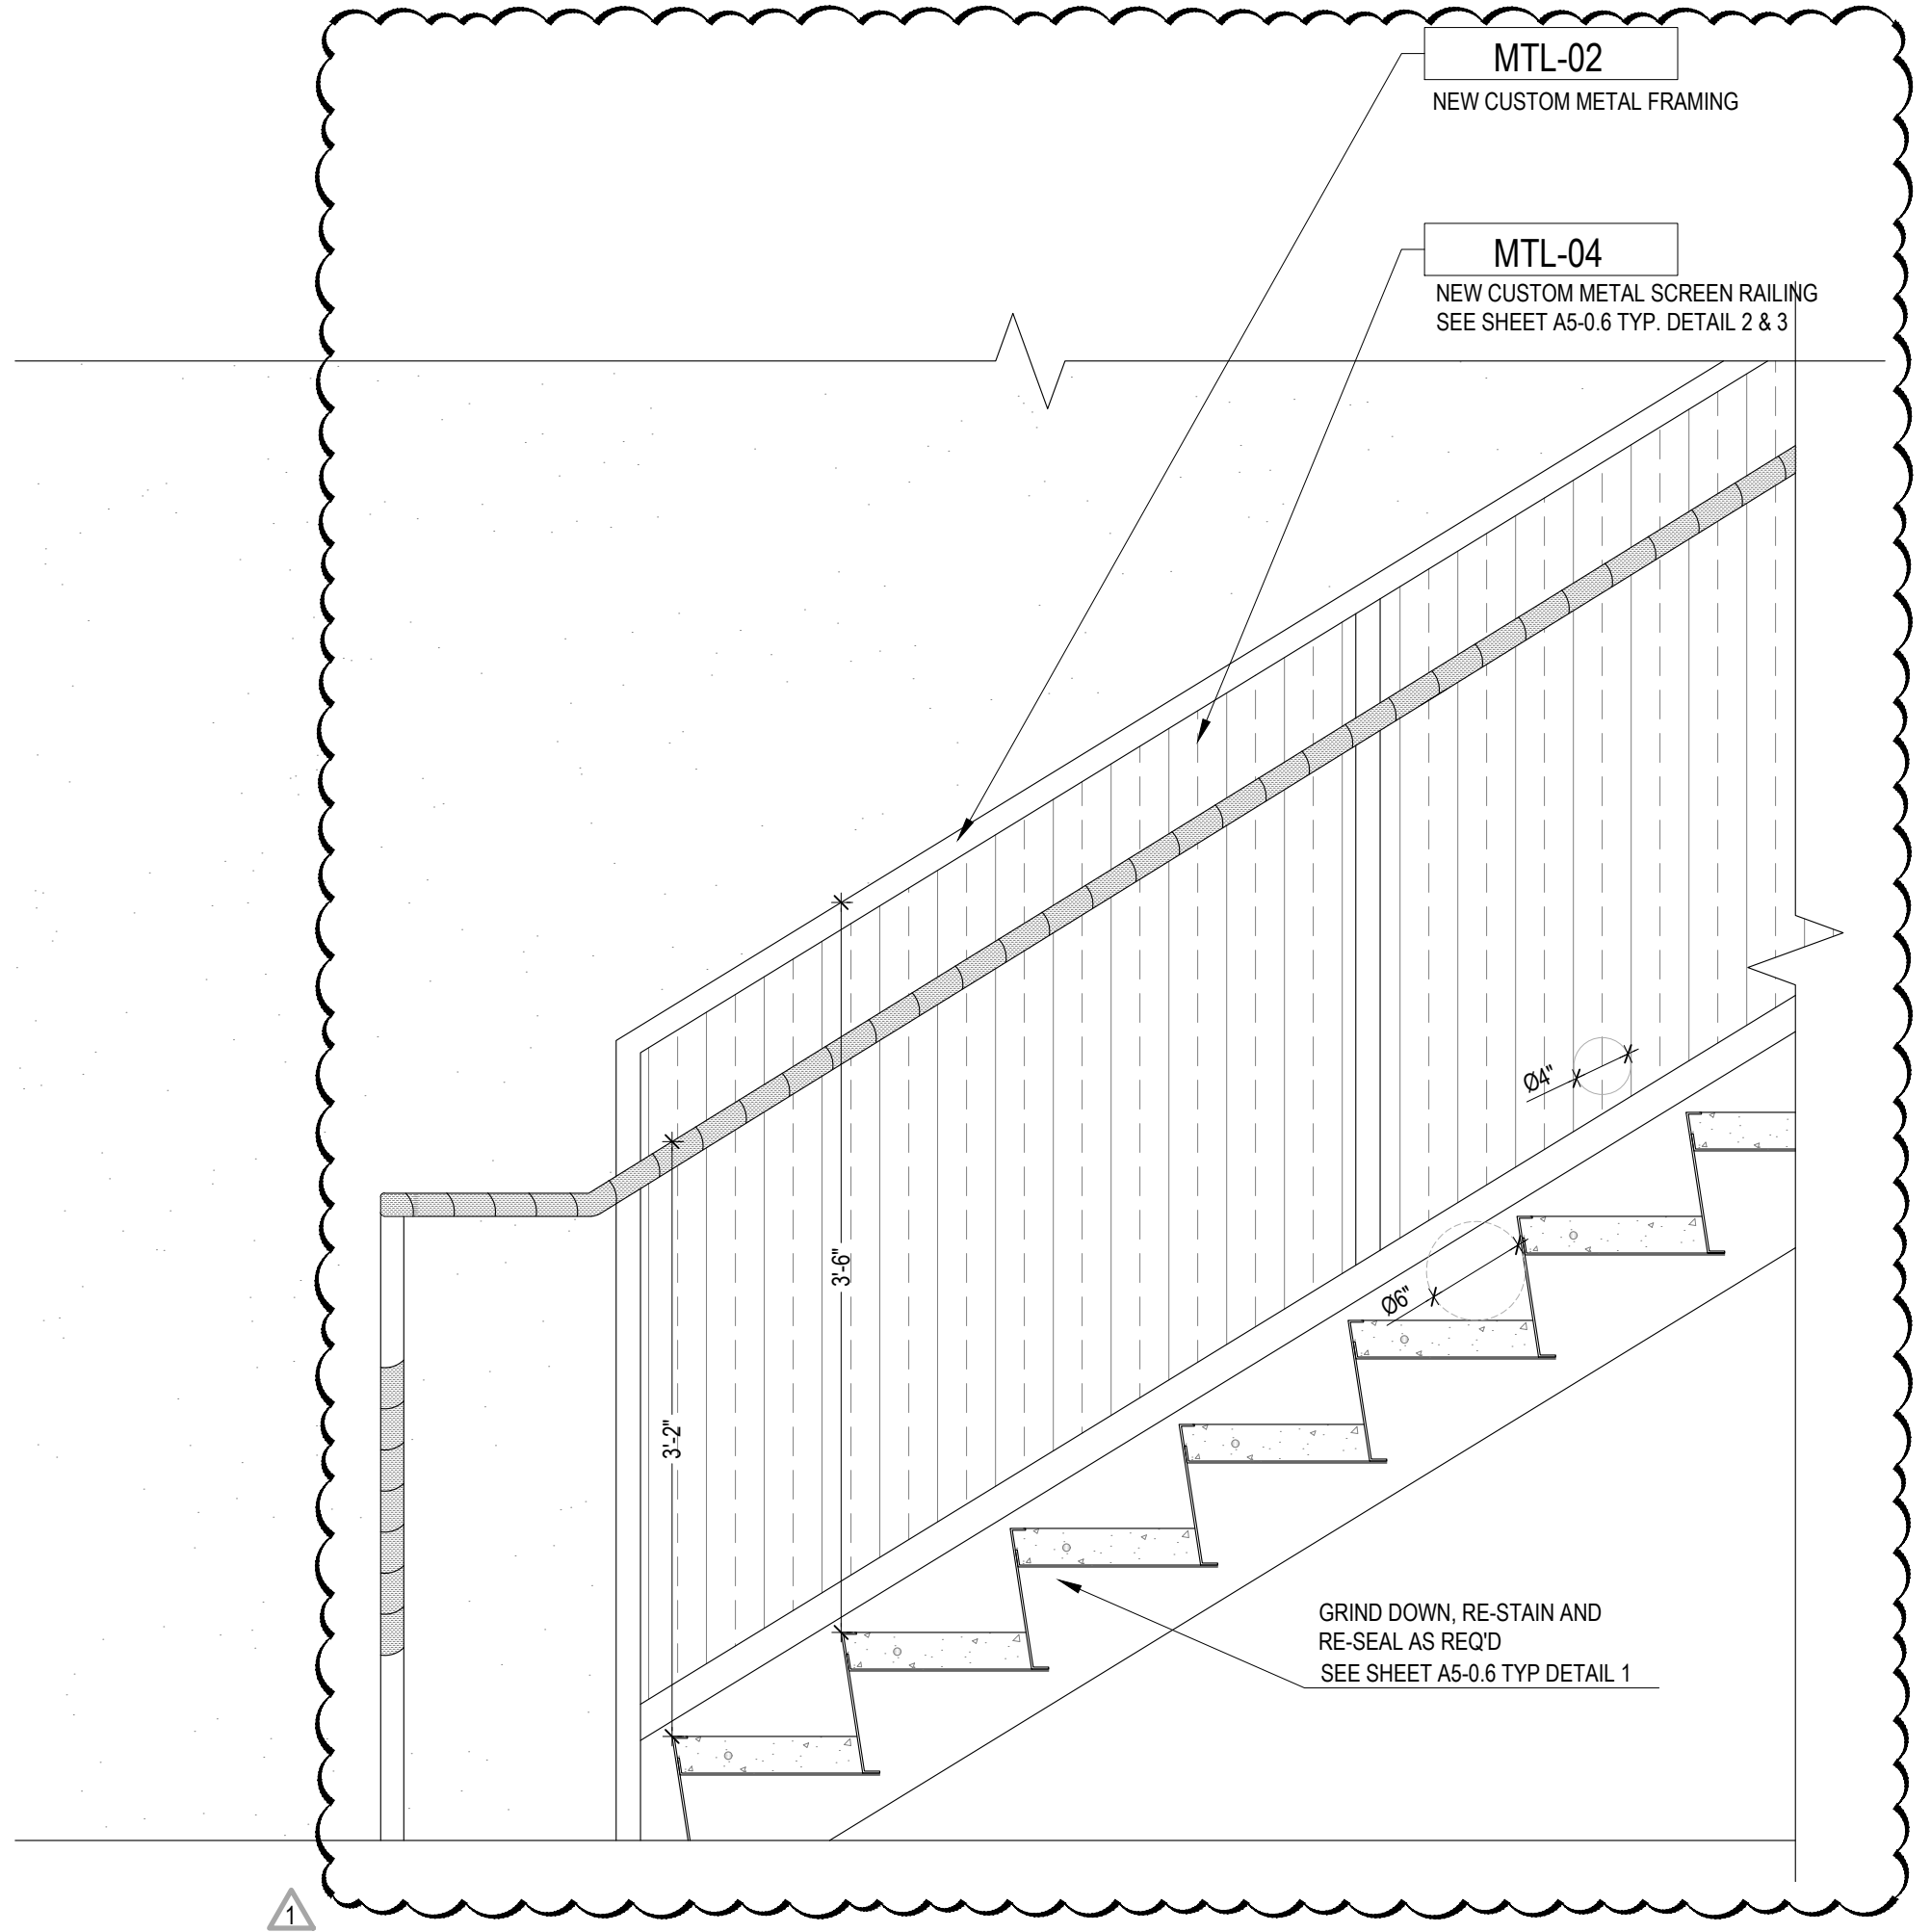 MTL-02
NEW CUSTOM METAL FRAMING
MTL-04
NEW CUSTOM METAL SCREEN RAILING
SEE SHEET A5-0.6 TYP. DETAIL 2 & 3
Ø4"
3'-6"
Ø6"
3'-2"
GRIND DOWN, RE-STAIN AND
RE-SEAL AS REQ'D
SEE SHEET A5-0.6 TYP DETAIL 1
1